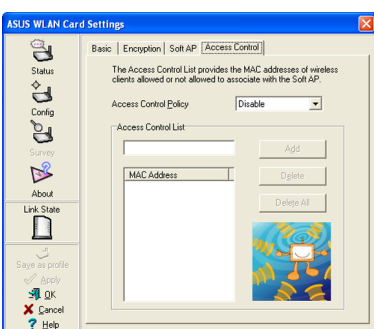 ASUS WLAN Card Settings
Status
Config
Survey
About
Link State
Save as profile
Apply
OK
Cancel
Help
Basic Encryption Soft AP Access Control
The Access Control List provides the MAC addresses of wireless
clients allowed or not allowed to associate with the Soft AP.
Access Control Policy Disable
Access Control List
Add
MAC Address
Delete
Delete All